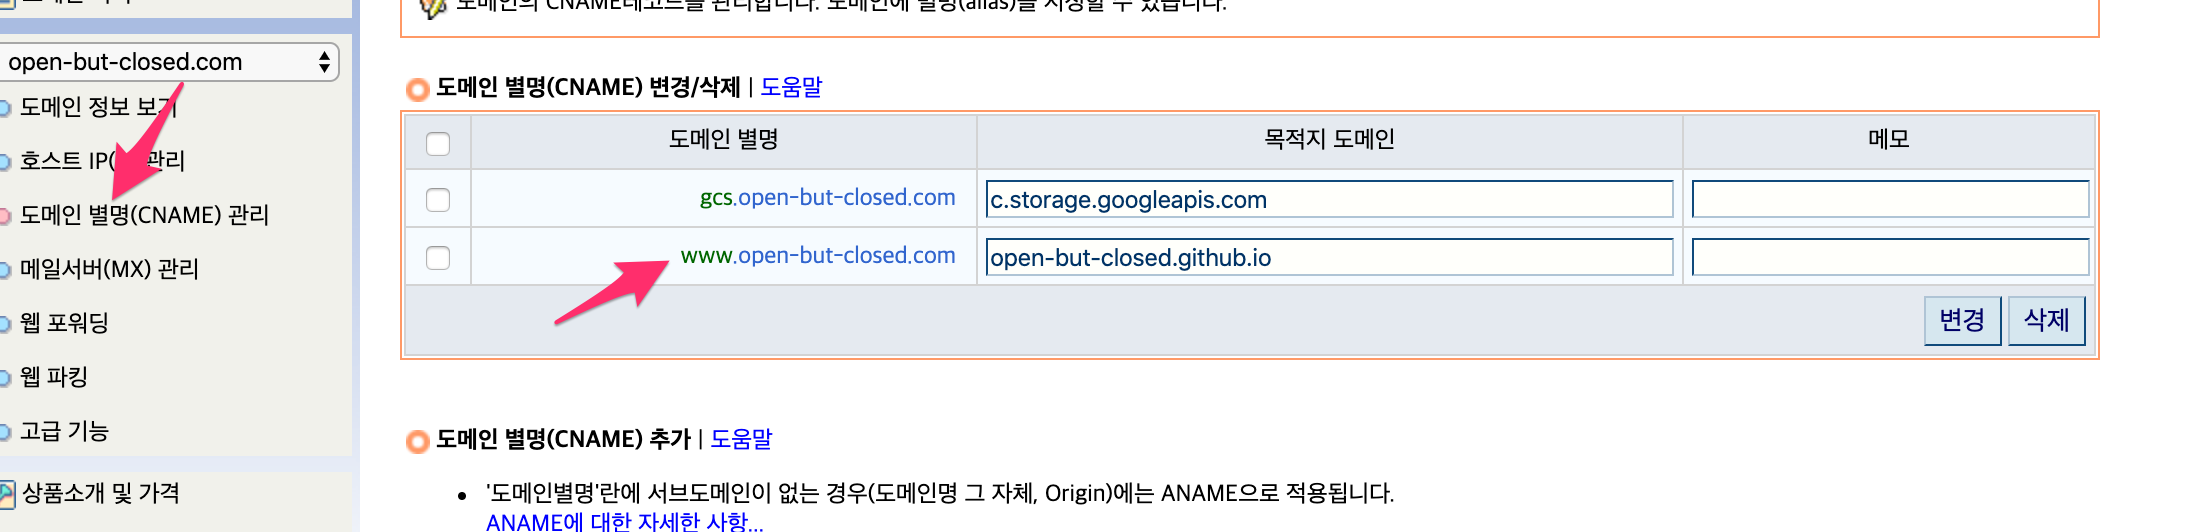 도메인의 CNAME레코드를 관리합니다. 도메인에 별명(alias)을 지정할 수 있습니다.
open-but-closed.com
도메인 정보 보기
호스트 IP( 관리
도메인 별명(CNAME) 관리
메일서버(MX) 관리
웹 포워딩
웹 파킹
고급 기능
상품소개 및 가격
도메인 별명(CNAME) 변경/삭제 | 도움말
도메인 별명 목적지 도메인 메모
gcs.open-but-closed.com c.storage.googleapis.com
www.open-but-closed.com open-but-closed.github.io
변경 삭제
도메인 별명(CNAME) 추가 | 도움말
• '도메인별명'란에 서브도메인이 없는 경우(도메인명 그 자체, Origin)에는 ANAME으로 적용됩니다.
ANAME에 대한 자세한 사항...